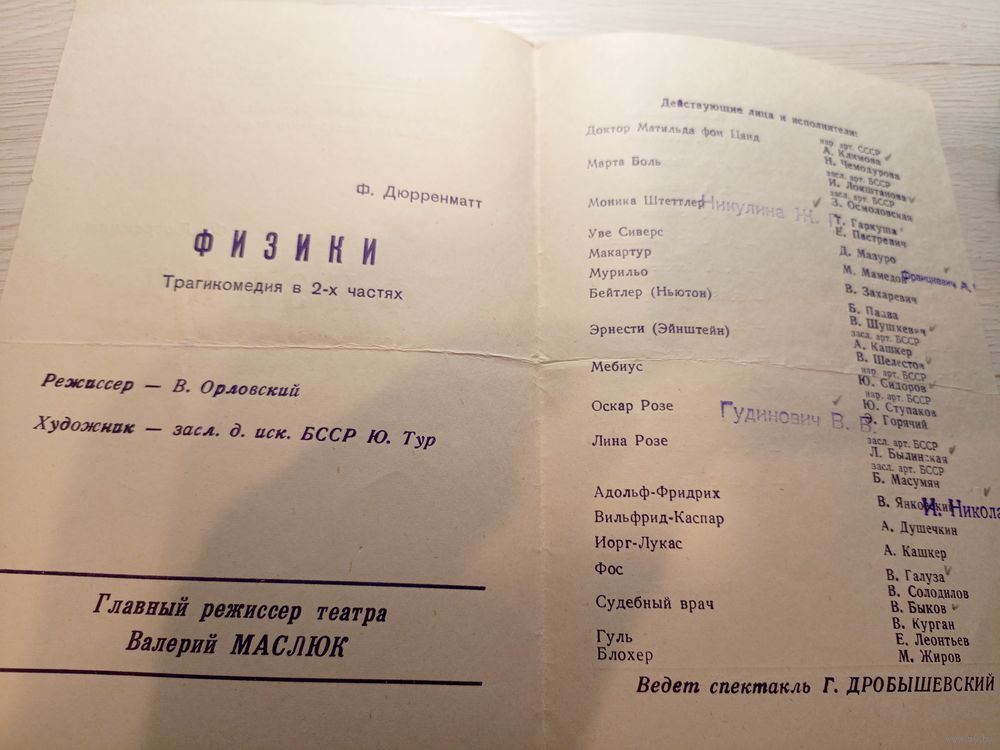 Ф. Дюрренматт
ФИЗИКИ
Трагикомедия в 2-х частях
Режиссер — В. Орловский
Художник — засл. д. иск. БССР Ю. Тур
Главный режиссер театра
Валерий МАСЛЮК
Действующие лица и исполнители:
Доктор Матильда фон Цанд
нар. арт. СССР
А. Климова
Н. Чемодурова
Марта Боль
засл. арт. БССР
И. Локштанова
засл. арт. БССР
З. Осмоловская
Моника Штеттлер Никулина Ж.
Т. Гаркуша
Е. Пастревич
Уве Сиверс
Д. Мазуро
Макартур
М. Мамедов Францкевич А.
Мурильо
В. Захаревич
Бейтлер (Ньютон)
Б. Палва
В. Шушкевич
Эрнести (Эйнштейн)
засл. арт. БССР
А. Кашкер
В. Шелестов
Мебиус
нар. арт. БССР
Ю. Сидоров
нар. арт. БССР
Ю. Ступаков
Оскар Розе Гудинович В. В.
Э. Горячий
Лина Розе
засл. арт. БССР
Л. Былинская
засл. арт. БССР
Б. Масумян
Адольф-Фридрих
В. Янковский И. Никола
Вильфрид-Каспар
А. Душечкин
Иорг-Лукас
А. Кашкер
Фос
В. Галуза
В. Солодилов
Судебный врач
В. Быков
В. Курган
Гуль
Е. Леонтьев
Блохер
М. Жиров
Ведет спектакль Г. ДРОБЫШЕВСКИЙ